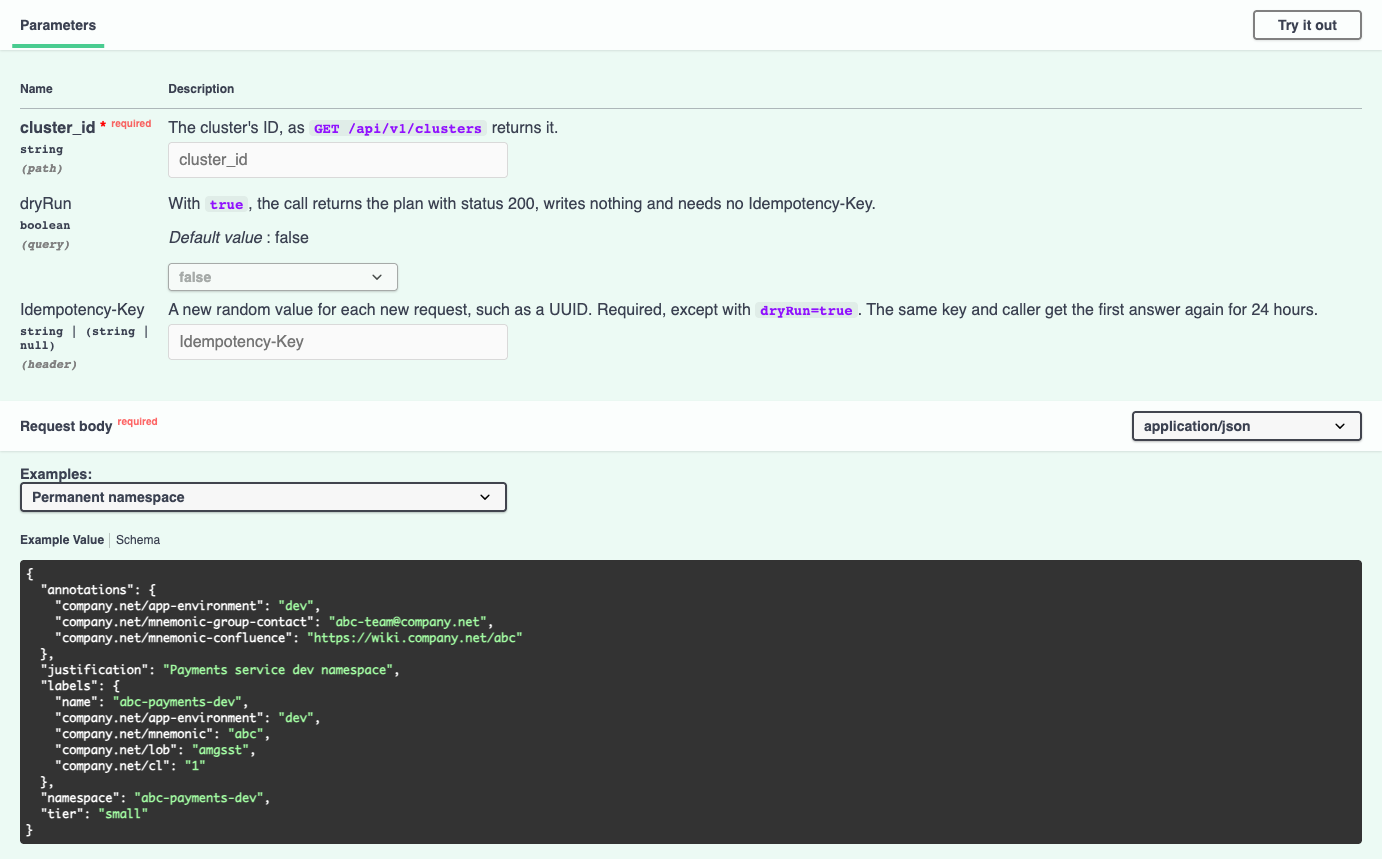 Parameters
Try it out
Name
Description
cluster_id * required
string
(path)
The cluster's ID, as GET /api/v1/clusters returns it.
cluster_id
dryRun
boolean
(query)
With true, the call returns the plan with status 200, writes nothing and needs no Idempotency-Key.
Default value : false
false
Idempotency-Key
string | (string |
null)
(header)
A new random value for each new request, such as a UUID. Required, except with dryRun=true. The same key and caller get the first answer again for 24 hours.
Idempotency-Key
Request body required
application/json
Examples:
Permanent namespace
Example Value | Schema
{
  "annotations": {
    "company.net/app-environment": "dev",
    "company.net/mnemonic-group-contact": "abc-team@company.net",
    "company.net/mnemonic-confluence": "https://wiki.company.net/abc"
  },
  "justification": "Payments service dev namespace",
  "labels": {
    "name": "abc-payments-dev",
    "company.net/app-environment": "dev",
    "company.net/mnemonic": "abc",
    "company.net/lob": "amgsst",
    "company.net/cl": "1"
  },
  "namespace": "abc-payments-dev",
  "tier": "small"
}